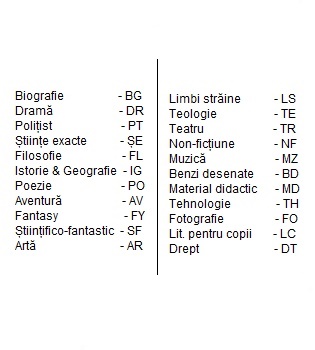 Biografie - BG
Dramă - DR
Polițist - PT
Științe exacte - ȘE
Filosofie - FL
Istorie & Geografie - IG
Poezie - PO
Aventură - AV
Fantasy - FY
Științifico-fantastic - SF
Artă - AR
Limbi străine - LS
Teologie - TE
Teatru - TR
Non-ficțiune - NF
Muzică - MZ
Benzi desenate - BD
Material didactic - MD
Tehnologie - TH
Fotografie - FO
Lit. pentru copii - LC
Drept - DT